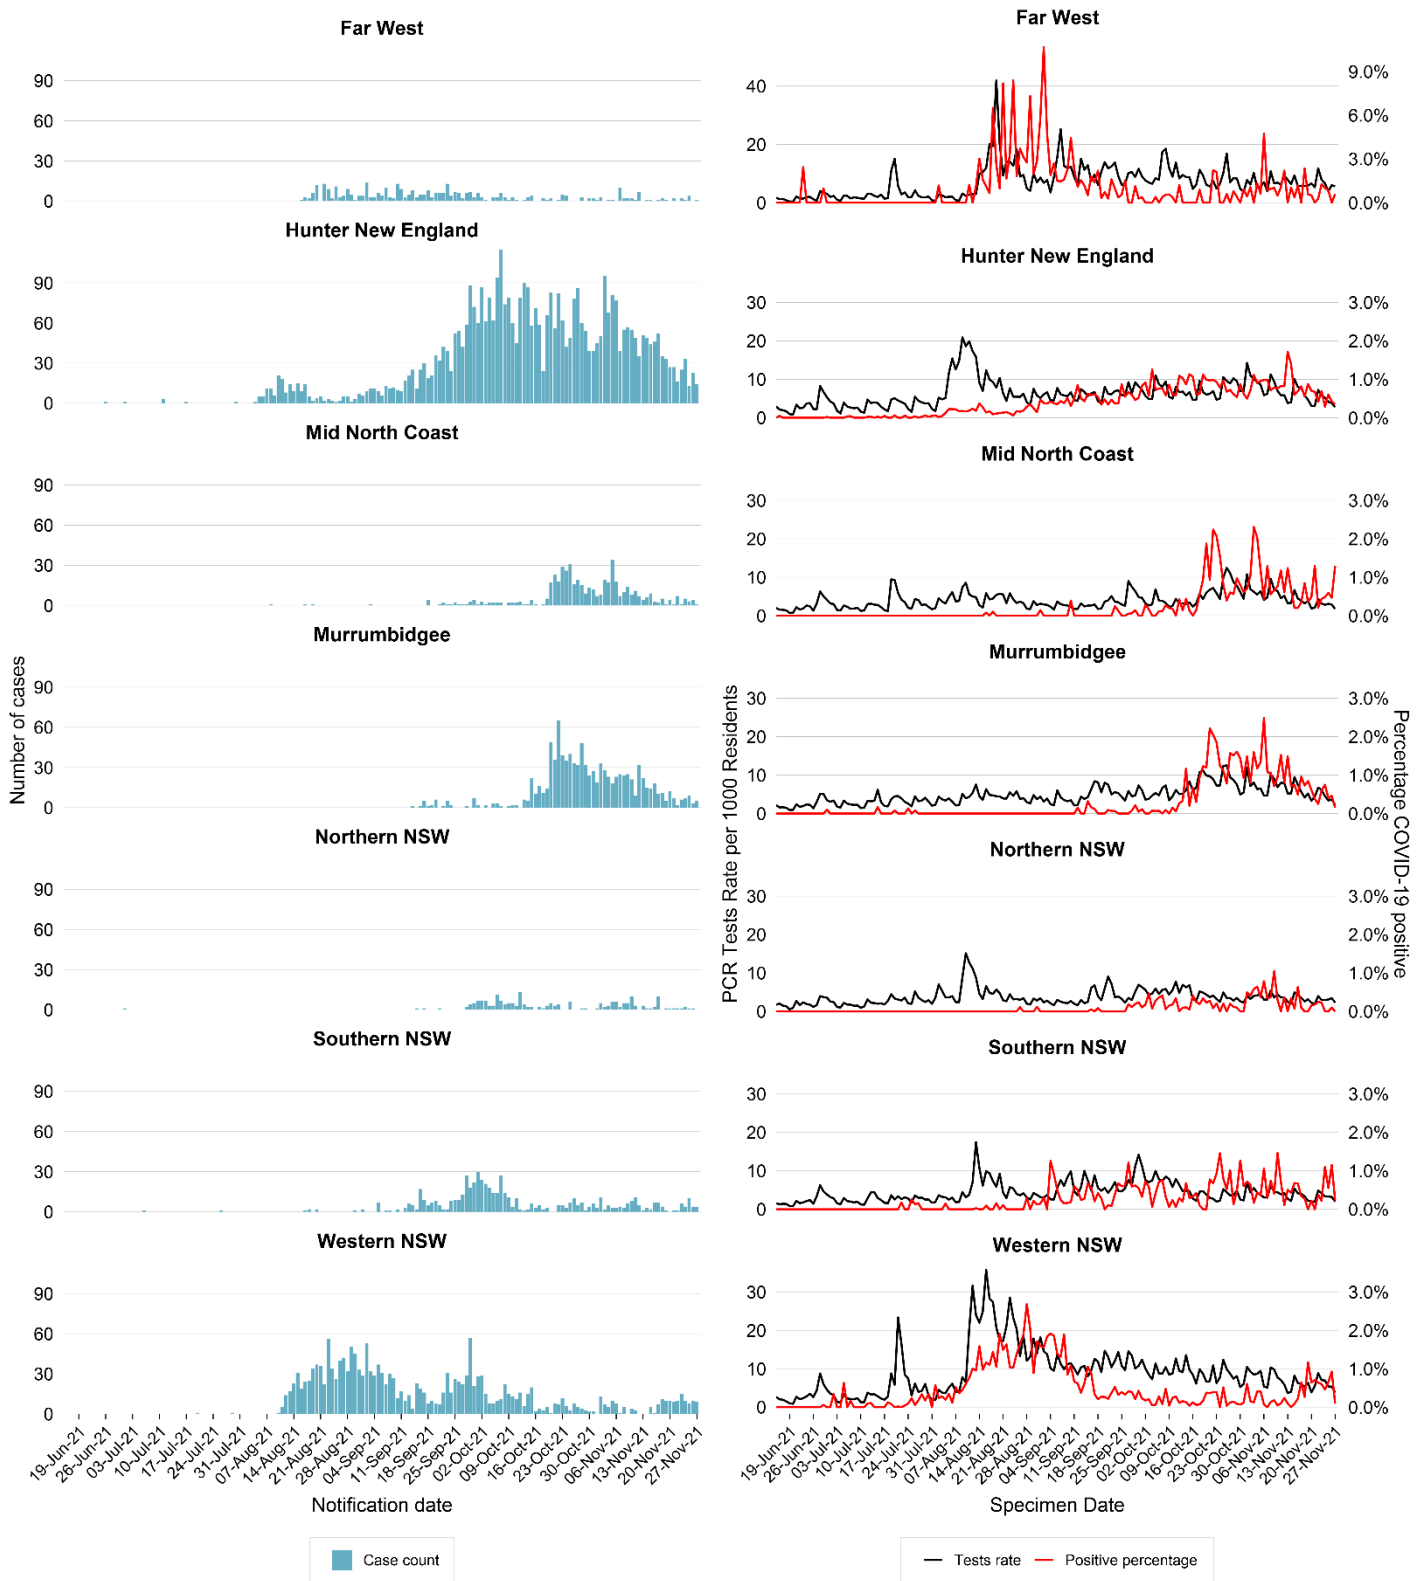 Far West
90
60
30
0
Hunter New England
90
60
30
0
Mid North Coast
90
60
30
0
Murrumbidgee
90
60
30
0
Northern NSW
90
60
30
0
Southern NSW
90
60
30
0
Western NSW
90
60
30
0
Number of cases
19-Jun-21
26-Jun-21
03-Jul-21
10-Jul-21
17-Jul-21
24-Jul-21
31-Jul-21
07-Aug-21
14-Aug-21
21-Aug-21
28-Aug-21
04-Sep-21
11-Sep-21
18-Sep-21
25-Sep-21
02-Oct-21
09-Oct-21
16-Oct-21
23-Oct-21
30-Oct-21
06-Nov-21
13-Nov-21
20-Nov-21
27-Nov-21
Notification date
Case count
Far West
40
20
0
9.0%
6.0%
3.0%
0.0%
Hunter New England
30
20
10
0
3.0%
2.0%
1.0%
0.0%
Mid North Coast
30
20
10
0
3.0%
2.0%
1.0%
0.0%
Murrumbidgee
30
20
10
0
3.0%
2.0%
1.0%
0.0%
Northern NSW
30
20
10
0
3.0%
2.0%
1.0%
0.0%
Southern NSW
30
20
10
0
3.0%
2.0%
1.0%
0.0%
Western NSW
30
20
10
0
3.0%
2.0%
1.0%
0.0%
PCR Tests Rate per 1000 Residents
Percentage COVID-19 positive
19-Jun-21
26-Jun-21
03-Jul-21
10-Jul-21
17-Jul-21
24-Jul-21
31-Jul-21
07-Aug-21
14-Aug-21
21-Aug-21
28-Aug-21
04-Sep-21
11-Sep-21
18-Sep-21
25-Sep-21
02-Oct-21
09-Oct-21
16-Oct-21
23-Oct-21
30-Oct-21
06-Nov-21
13-Nov-21
20-Nov-21
27-Nov-21
Specimen Date
Tests rate
Positive percentage